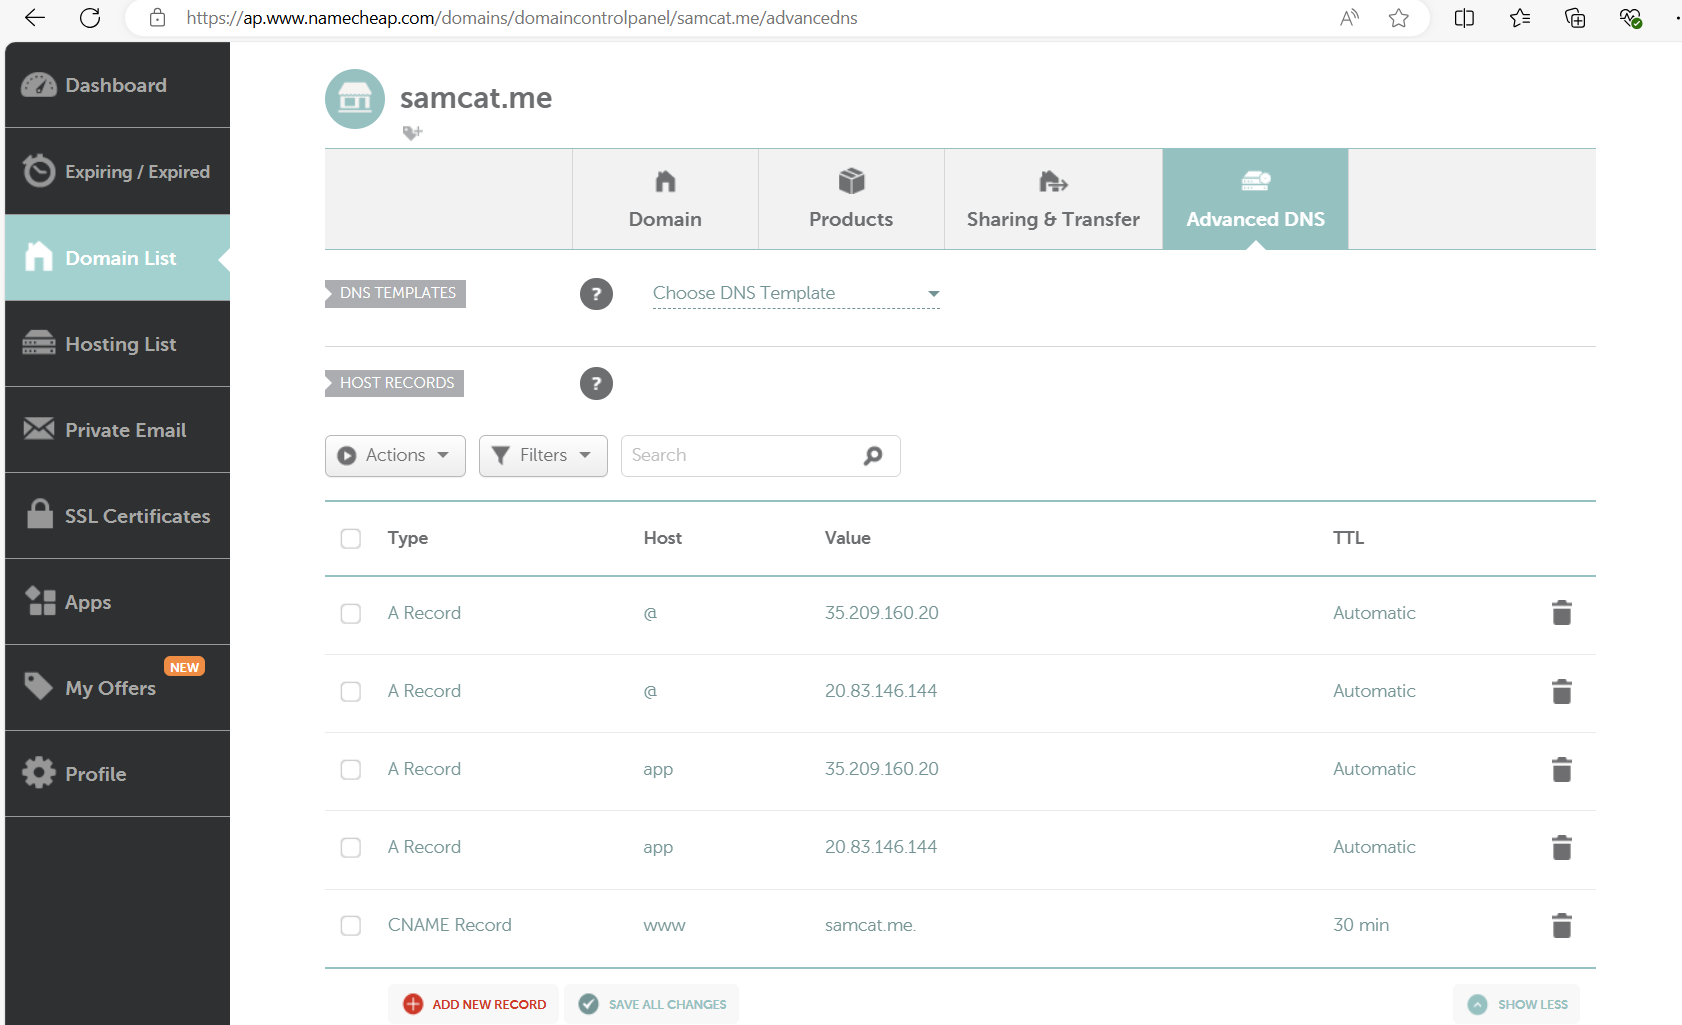 https://ap.www.namecheap.com/domains/domaincontrolpanel/samcat.me/advancedns
Dashboard
Expiring / Expired
Domain List
Hosting List
Private Email
SSL Certificates
Apps
NEW
My Offers
Profile
samcat.me
Domain
Products
Sharing & Transfer
Advanced DNS
DNS TEMPLATES
?
Choose DNS Template
HOST RECORDS
?
Actions
Filters
Search
Type Host Value TTL
A Record @ 35.209.160.20 Automatic
A Record @ 20.83.146.144 Automatic
A Record app 35.209.160.20 Automatic
A Record app 20.83.146.144 Automatic
CNAME Record www samcat.me. 30 min
ADD NEW RECORD
SAVE ALL CHANGES
SHOW LESS